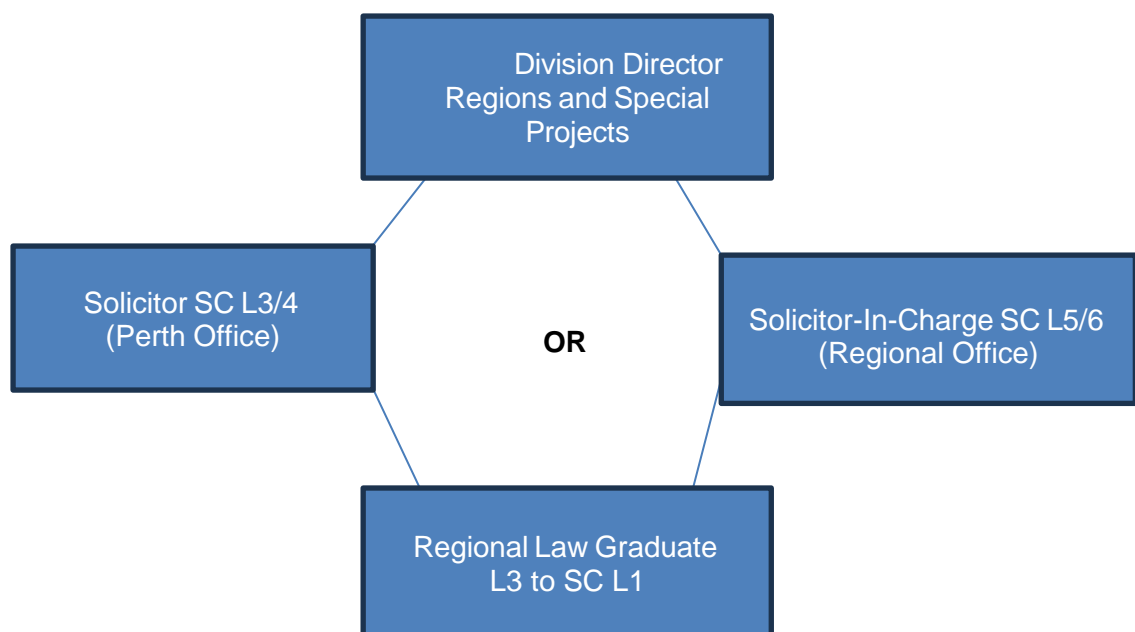 Division Director
Regions and Special
Projects
Solicitor SC L3/4
(Perth Office)
OR
Solicitor-In-Charge SC L5/6
(Regional Office)
Regional Law Graduate
L3 to SC L1